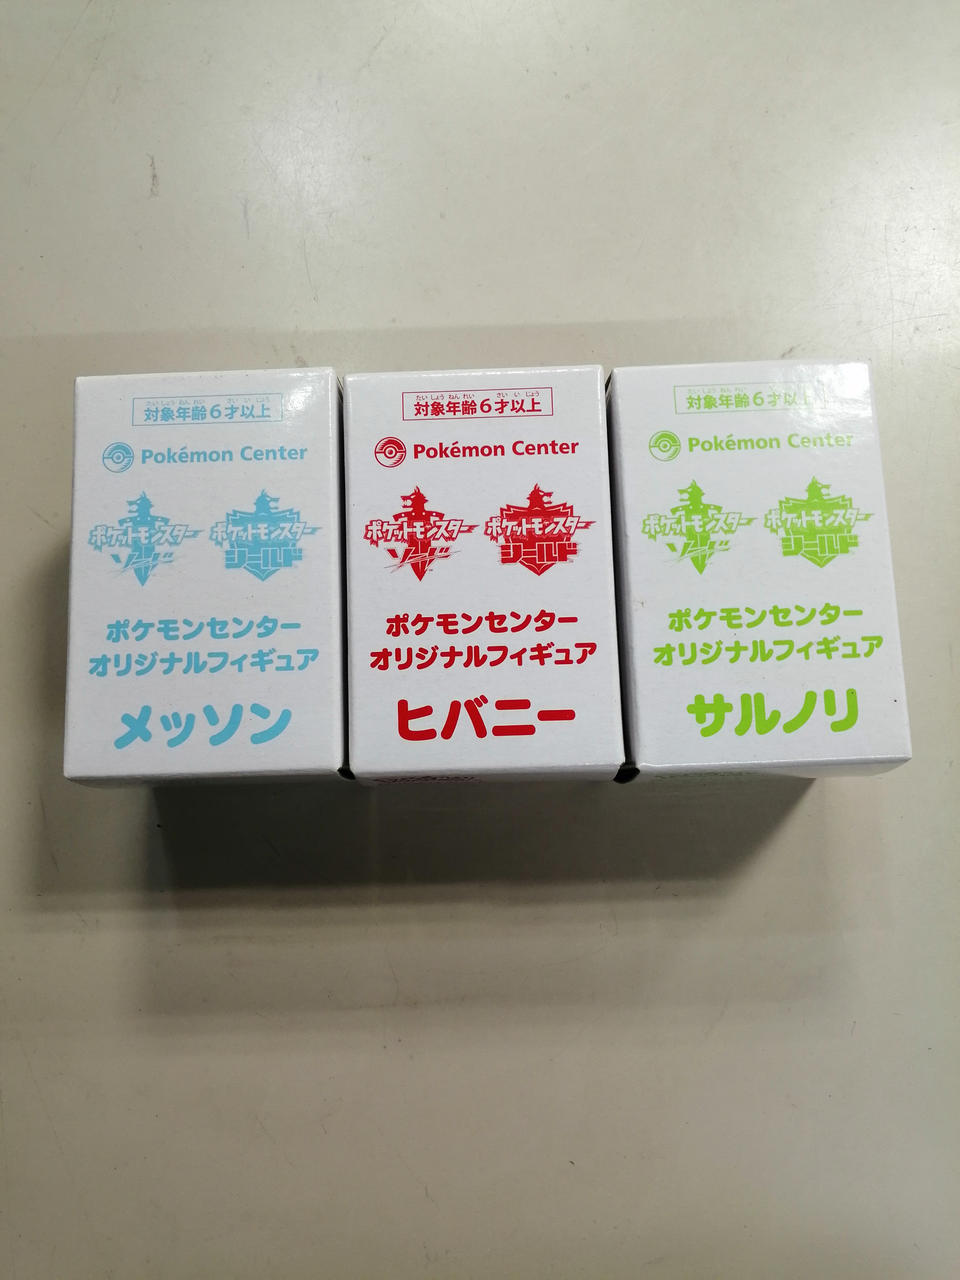 たいしょうねんれい さいいじょう
対象年齢6才以上
Pokémon Center
ポケットモンスター
ソード
ポケットモンスター
シールド
ポケモンセンター
オリジナルフィギュア
メッソン
たいしょうねんれい さいいじょう
対象年齢6才以上
Pokémon Center
ポケットモンスター
ソード
ポケットモンスター
シールド
ポケモンセンター
オリジナルフィギュア
ヒバニー
たいしょうねんれい さいいじょう
対象年齢6才以上
Pokémon Center
ポケットモンスター
ソード
ポケットモンスター
シールド
ポケモンセンター
オリジナルフィギュア
サルノリ